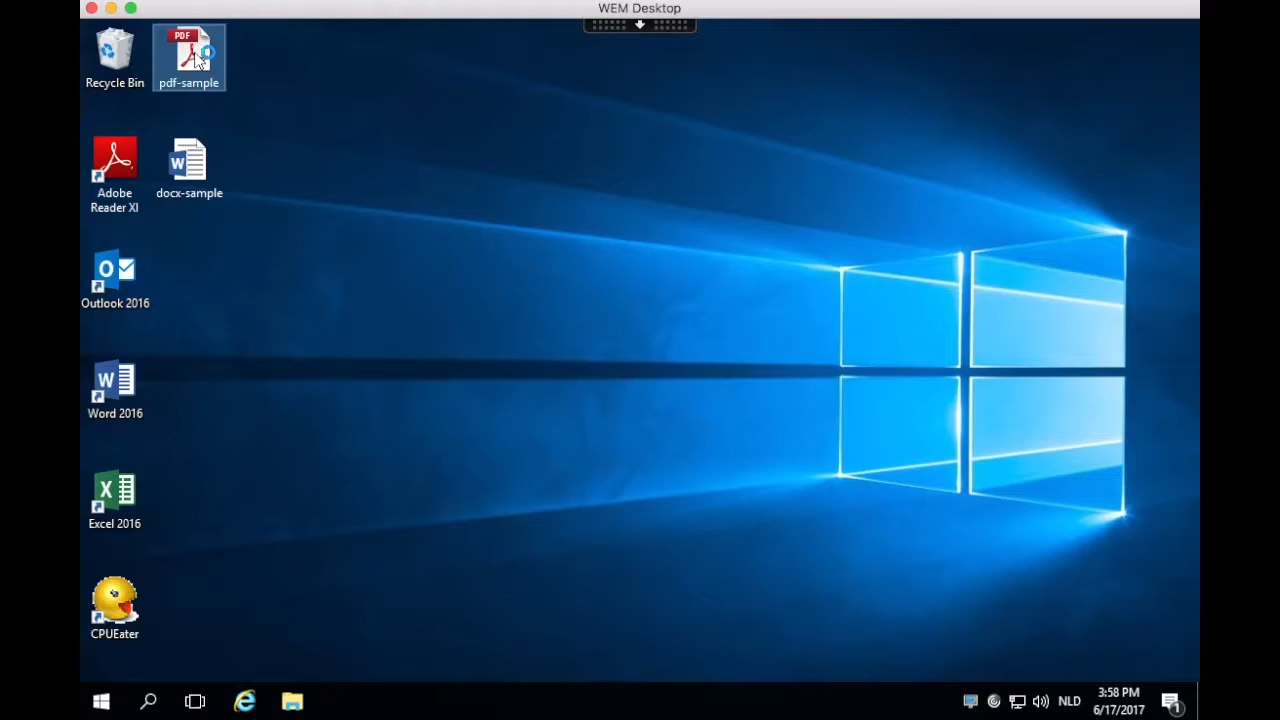 WEM Desktop
Recycle Bin
PDF
pdf-sample
Adobe
Reader XI
W
docx-sample
O
Outlook 2016
W
Word 2016
X
Excel 2016
CPUEater
NLD
3:58 PM
6/17/2017
1